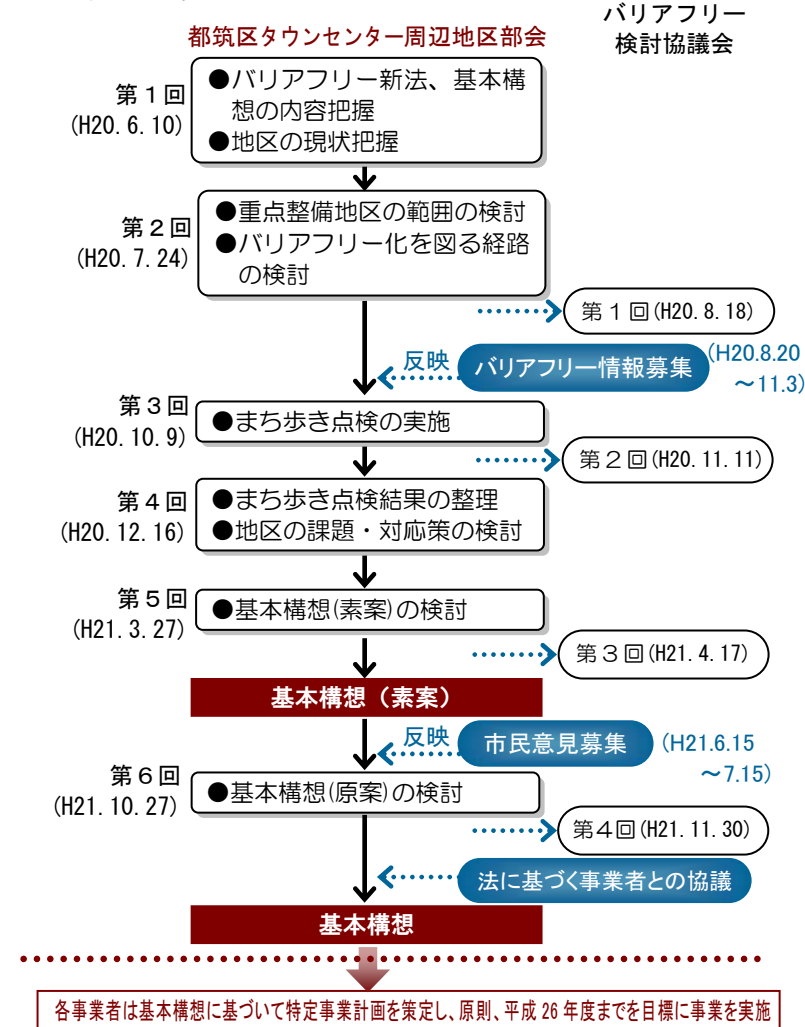 バリアフリー
検討協議会
都筑区タウンセンター周辺地区部会
第１回
(H20.6.10)
●バリアフリー新法、基本構
想の内容把握
●地区の現状把握
第２回
(H20.7.24)
●重点整備地区の範囲の検討
●バリアフリー化を図る経路
の検討
第１回(H20.8.18)
反映
バリアフリー情報募集
(H20.8.20
～11.3)
第３回
(H20.10.9)
●まち歩き点検の実施
第２回(H20.11.11)
第４回
(H20.12.16)
●まち歩き点検結果の整理
●地区の課題・対応策の検討
第５回
(H21.3.27)
●基本構想(素案)の検討
第３回(H21.4.17)
基本構想（素案）
反映
市民意見募集
(H21.6.15
～7.15)
第６回
(H21.10.27)
●基本構想(原案)の検討
第４回(H21.11.30)
法に基づく事業者との協議
基本構想
各事業者は基本構想に基づいて特定事業計画を策定し、原則、平成 26 年度までを目標に事業を実施